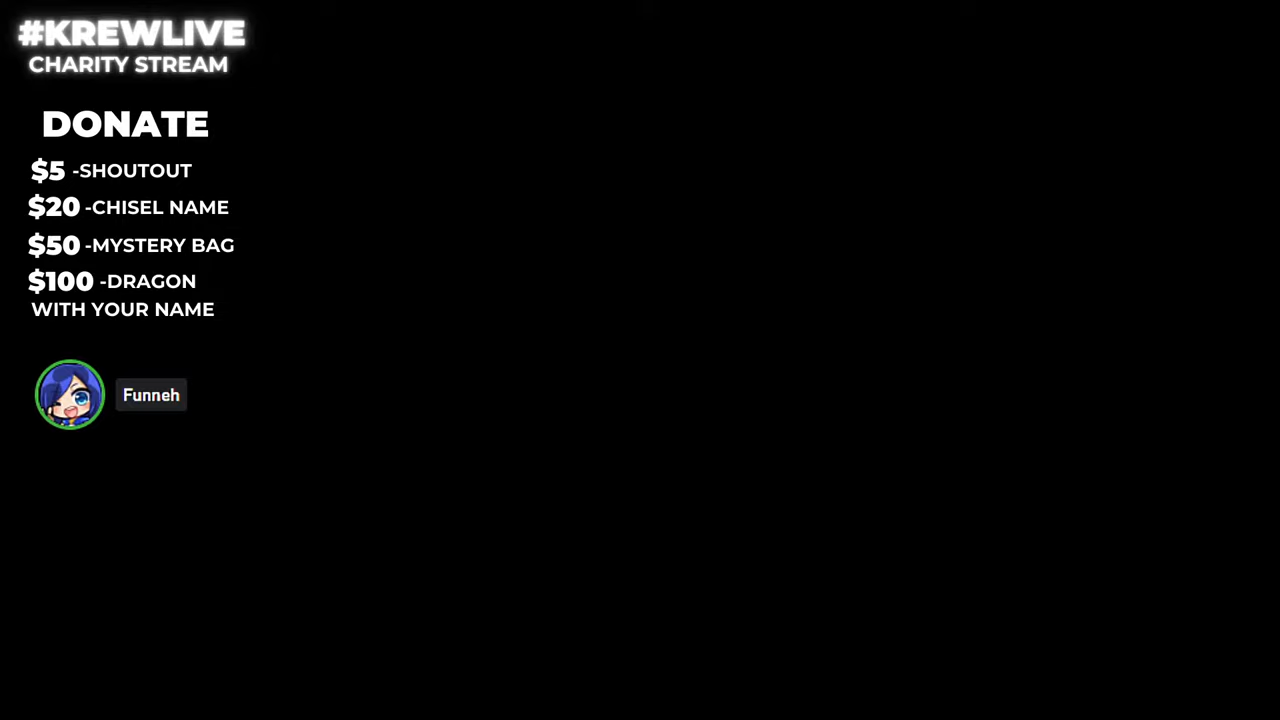 #KREWLIVE
CHARITY STREAM
DONATE
$5 -SHOUTOUT
$20 -CHISEL NAME
$50 -MYSTERY BAG
$100 -DRAGON
WITH YOUR NAME
Funneh